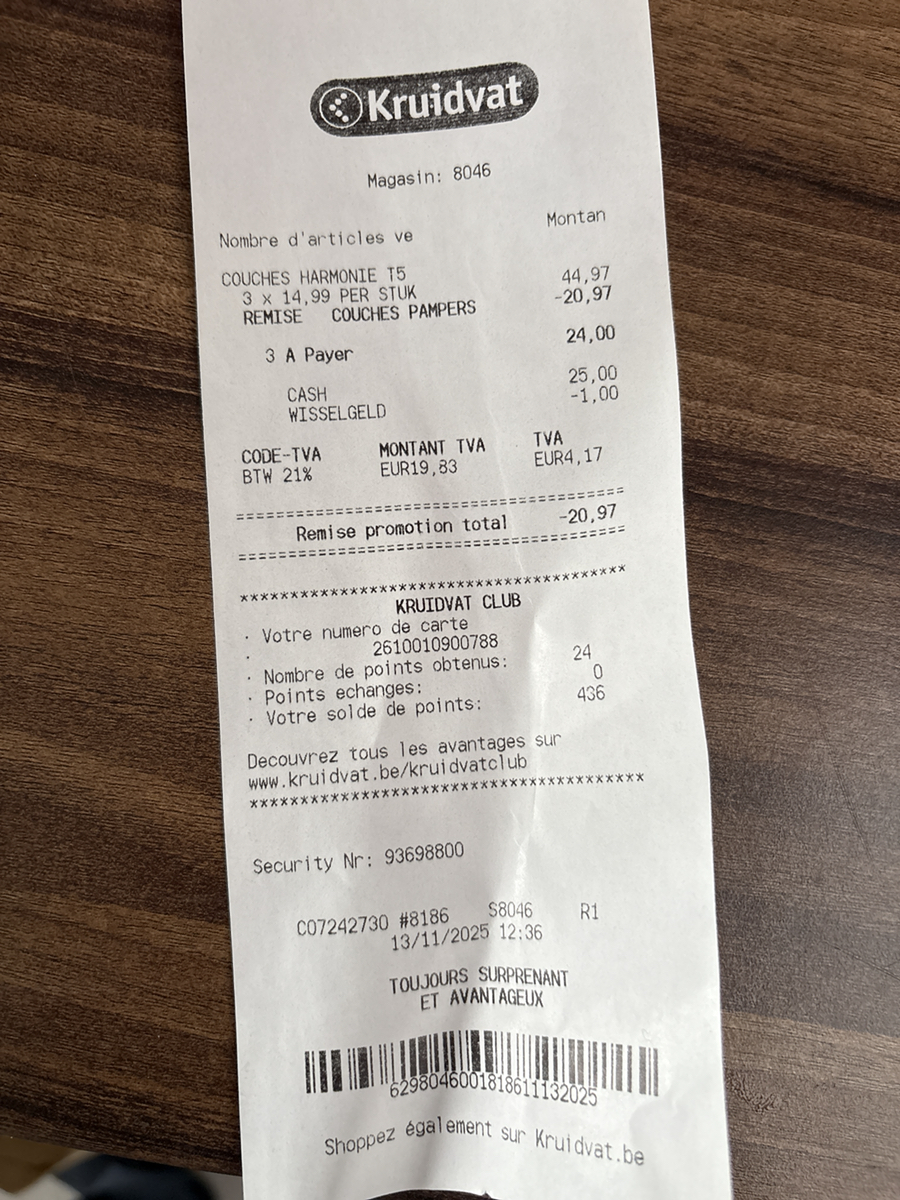 Kruidvat
Magasin: 8046
Nombre d'articles ve Montan
COUCHES HARMONIE T5 44,97
3 x 14,99 PER STUK
REMISE COUCHES PAMPERS -20,97
3 A Payer 24,00
CASH 25,00
WISSELGELD -1,00
CODE-TVA MONTANT TVA TVA
BTW 21% EUR19,83 EUR4,17
======================================
Remise promotion total -20,97
======================================
***************************************
KRUIDVAT CLUB
. Votre numero de carte
. 2610010900788
. Nombre de points obtenus: 24
. Points echanges: 0
. Votre solde de points: 436
Decouvrez tous les avantages sur
www.kruidvat.be/kruidvatclub
***************************************
Security Nr: 93698800
C07242730 #8186 S8046 R1
13/11/2025 12:36
TOUJOURS SURPRENANT
ET AVANTAGEUX
6298046001818611132025
Shoppez également sur Kruidvat.be